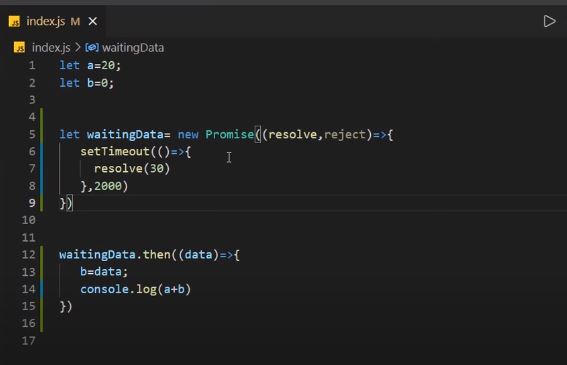 JS index.js M ×
JS index.js > waitingData
1 let a=20;
2 let b=0;
3
4
5 let waitingData= new Promise((resolve,reject)=>{
6 setTimeout(()=>{
7 resolve(30)
8 },2000)
9 })
10
11
12 waitingData.then((data)=>{
13 b=data;
14 console.log(a+b)
15 })
16
17